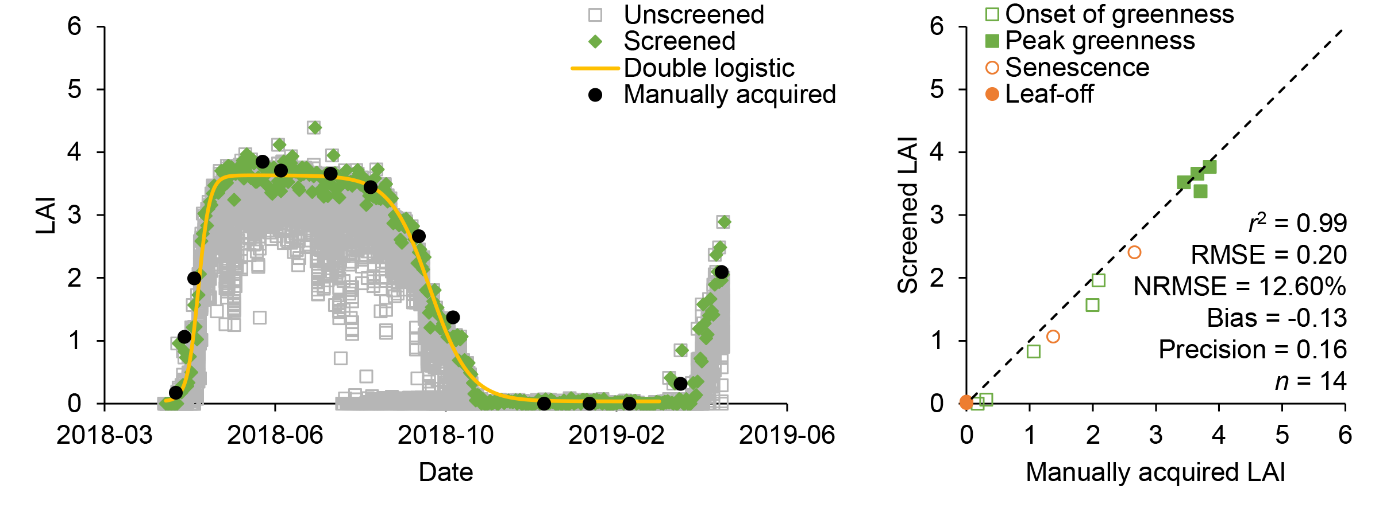 Unscreened
Screened
Double logistic
Manually acquired
6
5
4
3
2
1
0
LAI
2018-03
2018-06
2018-10
2019-02
2019-06
Date
Onset of greenness
Peak greenness
Senescence
Leaf-off
6
5
4
3
2
1
0
Screened LAI
r² = 0.99
RMSE = 0.20
NRMSE = 12.60%
Bias = -0.13
Precision = 0.16
n = 14
0 1 2 3 4 5 6
Manually acquired LAI